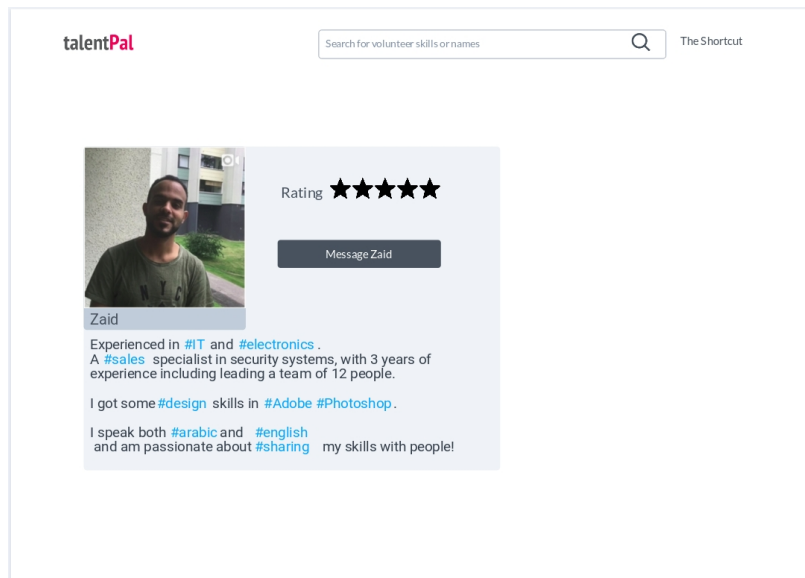 talentPal
Search for volunteer skills or names
The Shortcut
Rating
Message Zaid
NYC
Zaid
Experienced in #IT and #electronics .
A #sales specialist in security systems, with 3 years of
experience including leading a team of 12 people.
I got some #design skills in #Adobe #Photoshop .
I speak both #arabic and #english
and am passionate about #sharing my skills with people!